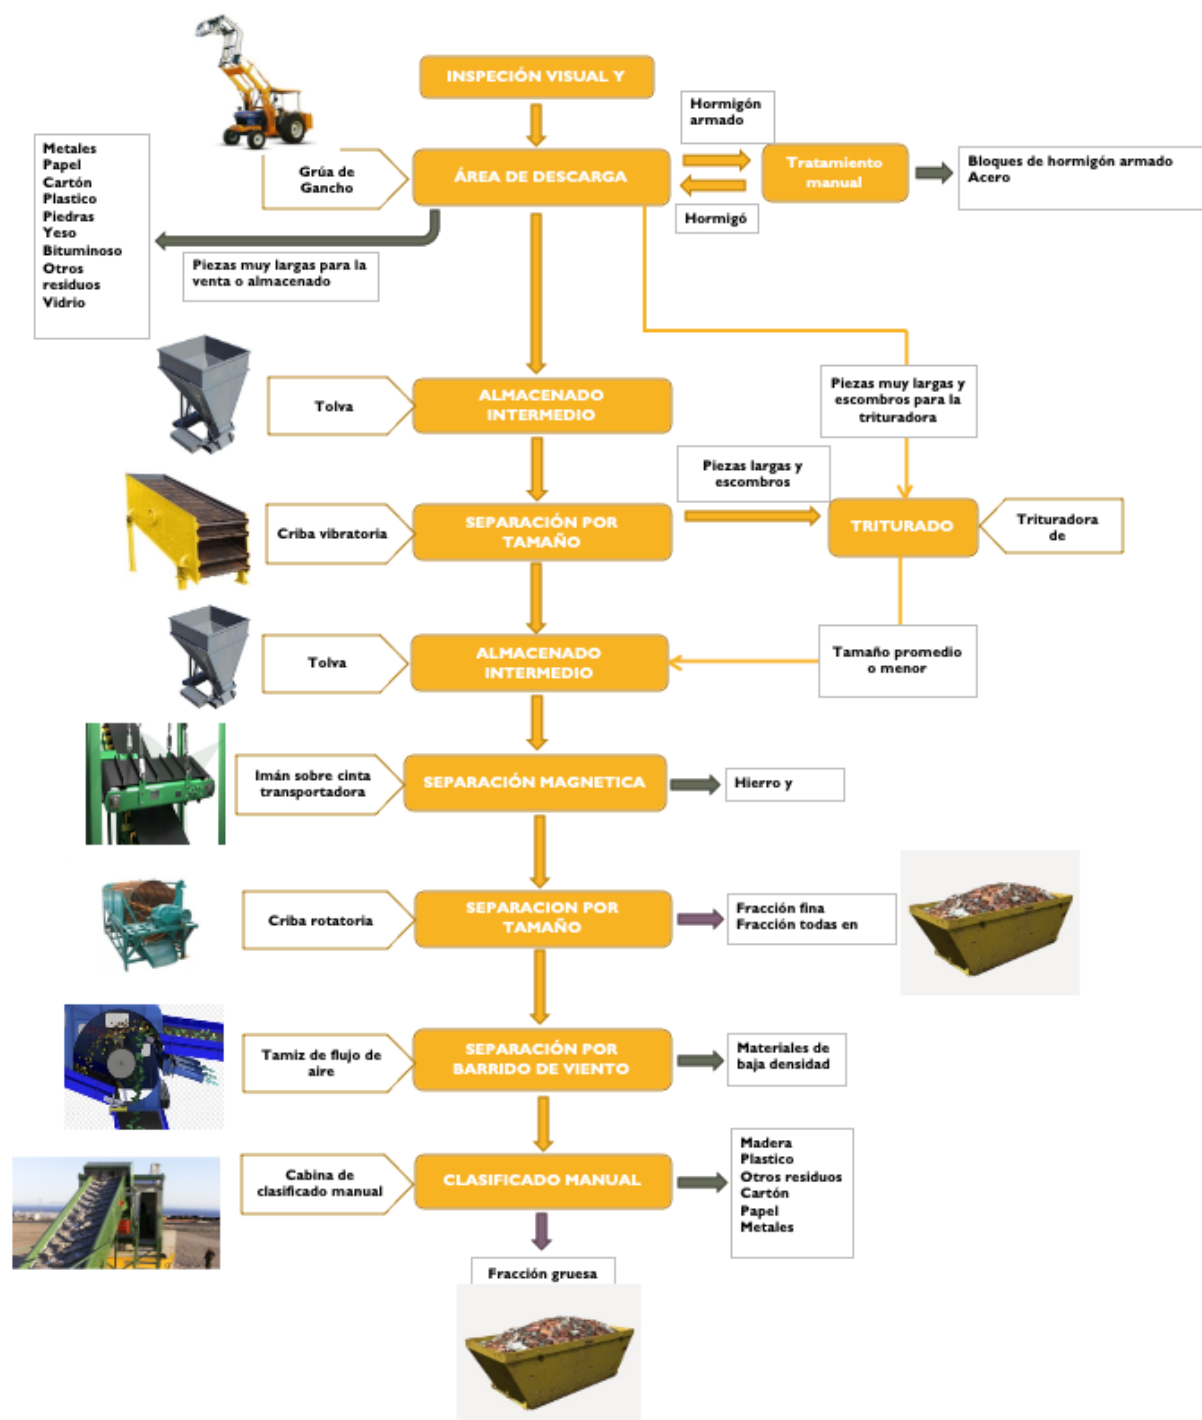 INSPECIÓN VISUAL Y
Hormigón
armado
Metales
Papel
Cartón
Plastico
Piedras
Yeso
Bituminoso
Otros
residuos
Vidrio
Grúa de
Gancho
ÁREA DE DESCARGA
Tratamiento
manual
Bloques de hormigón armado
Acero
Hormigó
Piezas muy largas para la
venta o almacenado
Tolva
ALMACENADO
INTERMEDIO
Piezas muy largas y
escombros para la
trituradora
Piezas largas y
escombros
Criba vibratoria
SEPARACIÓN POR
TAMAÑO
TRITURADO
Trituradora
de
Tolva
ALMACENADO
INTERMEDIO
Tamaño promedio
o menor
Imán sobre cinta
transportadora
SEPARACIÓN MAGNETICA
Hierro y
Criba rotatoria
SEPARACION POR
TAMAÑO
Fracción fina
Fracción todas en
Tamiz de flujo de
aire
SEPARACIÓN POR
BARRIDO DE VIENTO
Materiales de
baja densidad
Cabina de
clasificado manual
CLASIFICADO MANUAL
Madera
Plastico
Otros residuos
Cartón
Papel
Metales
Fracción gruesa